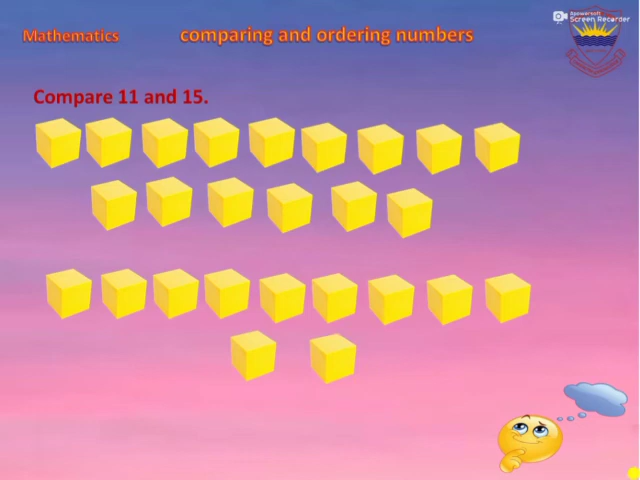 Mathematics comparing and ordering numbers
Apowersoft
Screen Recorder
Compare 11 and 15.